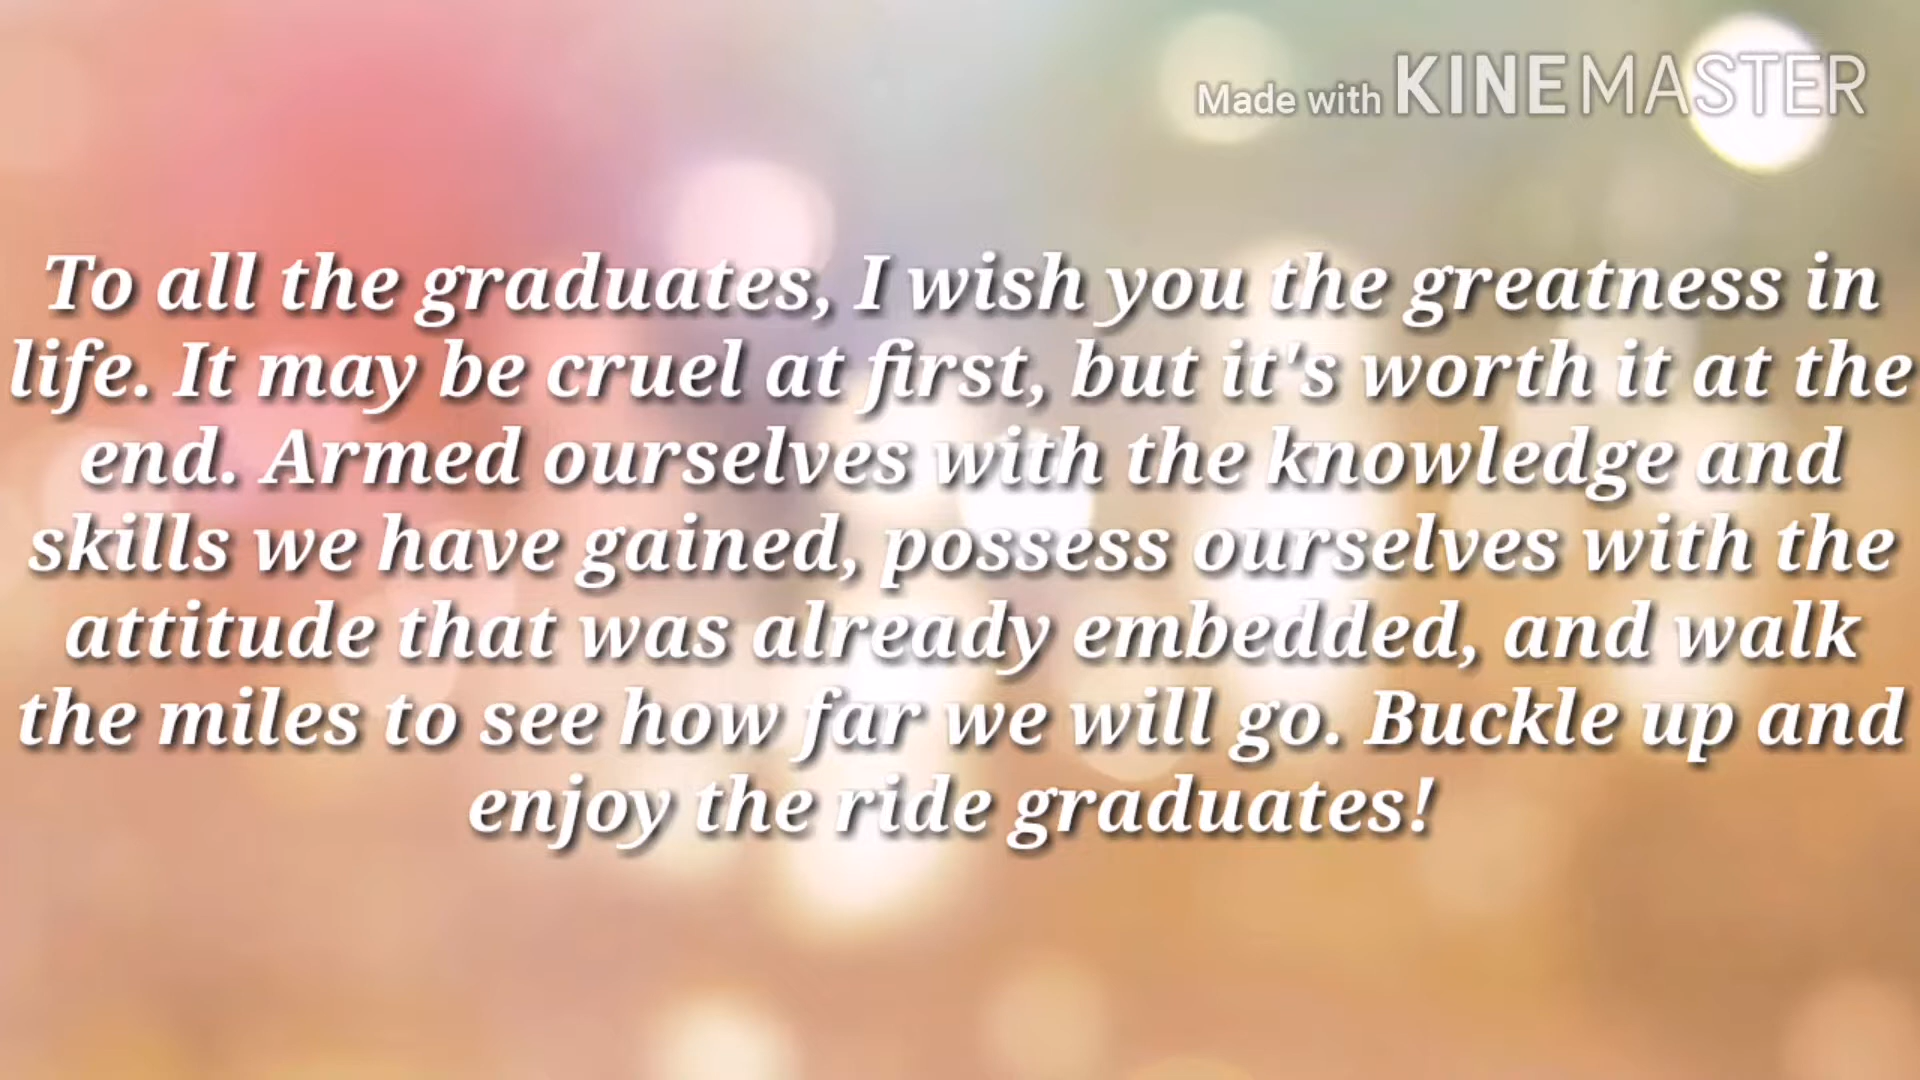 Made with KINEMASTER
To all the graduates, I wish you the greatness in
life. It may be cruel at first, but it's worth it at the
end. Armed ourselves with the knowledge and
skills we have gained, possess ourselves with the
attitude that was already embedded, and walk
the miles to see how far we will go. Buckle up and
enjoy the ride graduates!